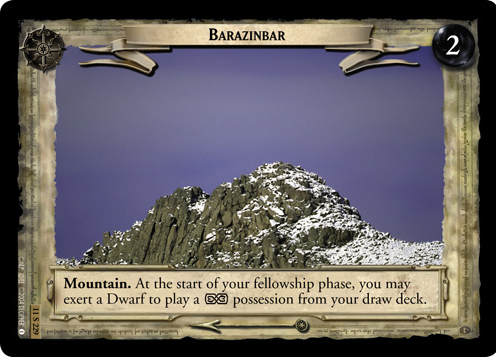 Barazinbar
2
Mountain. At the start of your fellowship phase, you may
exert a Dwarf to play a possession from your draw deck.
11 S 229